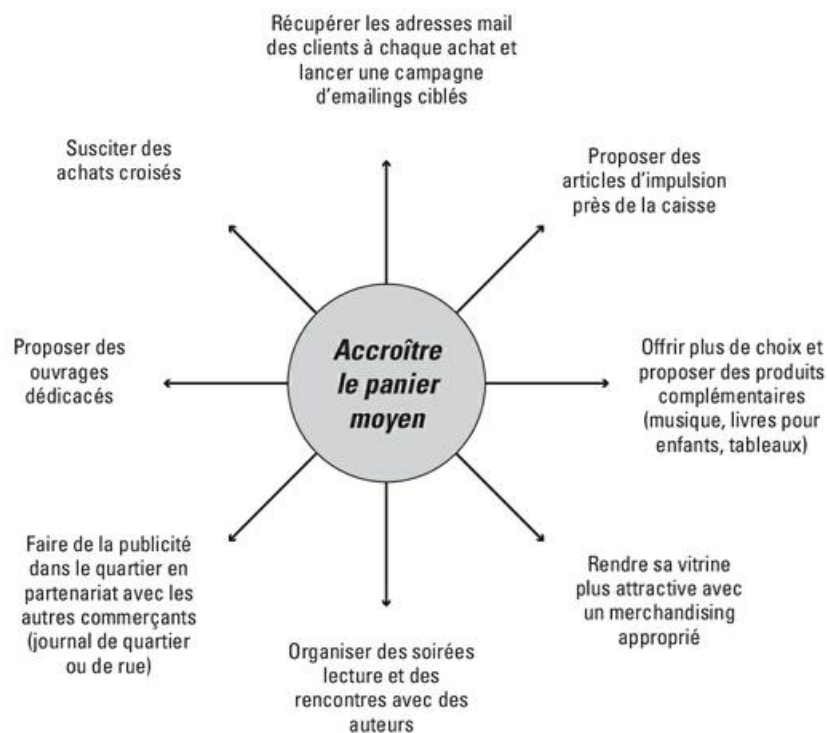 Récupérer les adresses mail
des clients à chaque achat et
lancer une campagne
d'emailings ciblés
Susciter des
achats croisés
Proposer des
articles d'impulsion
près de la caisse
Accroître
le panier
moyen
Proposer des
ouvrages
dédicacés
Offrir plus de choix et
proposer des produits
complémentaires
(musique, livres pour
enfants, tableaux)
Faire de la publicité
dans le quartier en
partenariat avec les
autres commerçants
(journal de quartier
ou de rue)
Rendre sa vitrine
plus attractive avec
un merchandising
approprié
Organiser des soirées
lecture et des
rencontres avec des
auteurs